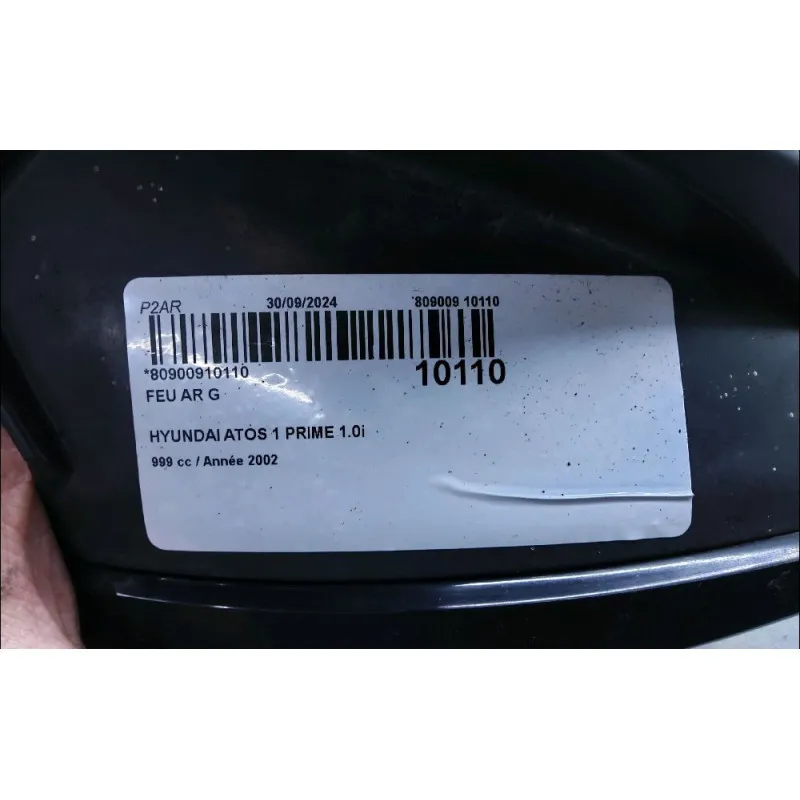 P2AR 30/09/2024 *809009 10110
*80900910110 10110
FEU AR G
HYUNDAI ATOS 1 PRIME 1.0i
999 cc / Année 2002